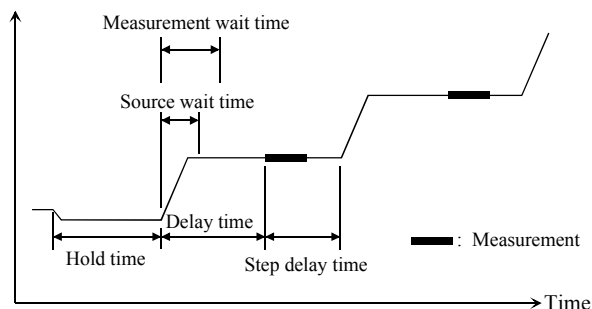 Measurement wait time
Source wait time
Delay time
Hold time
Step delay time
: Measurement
Time